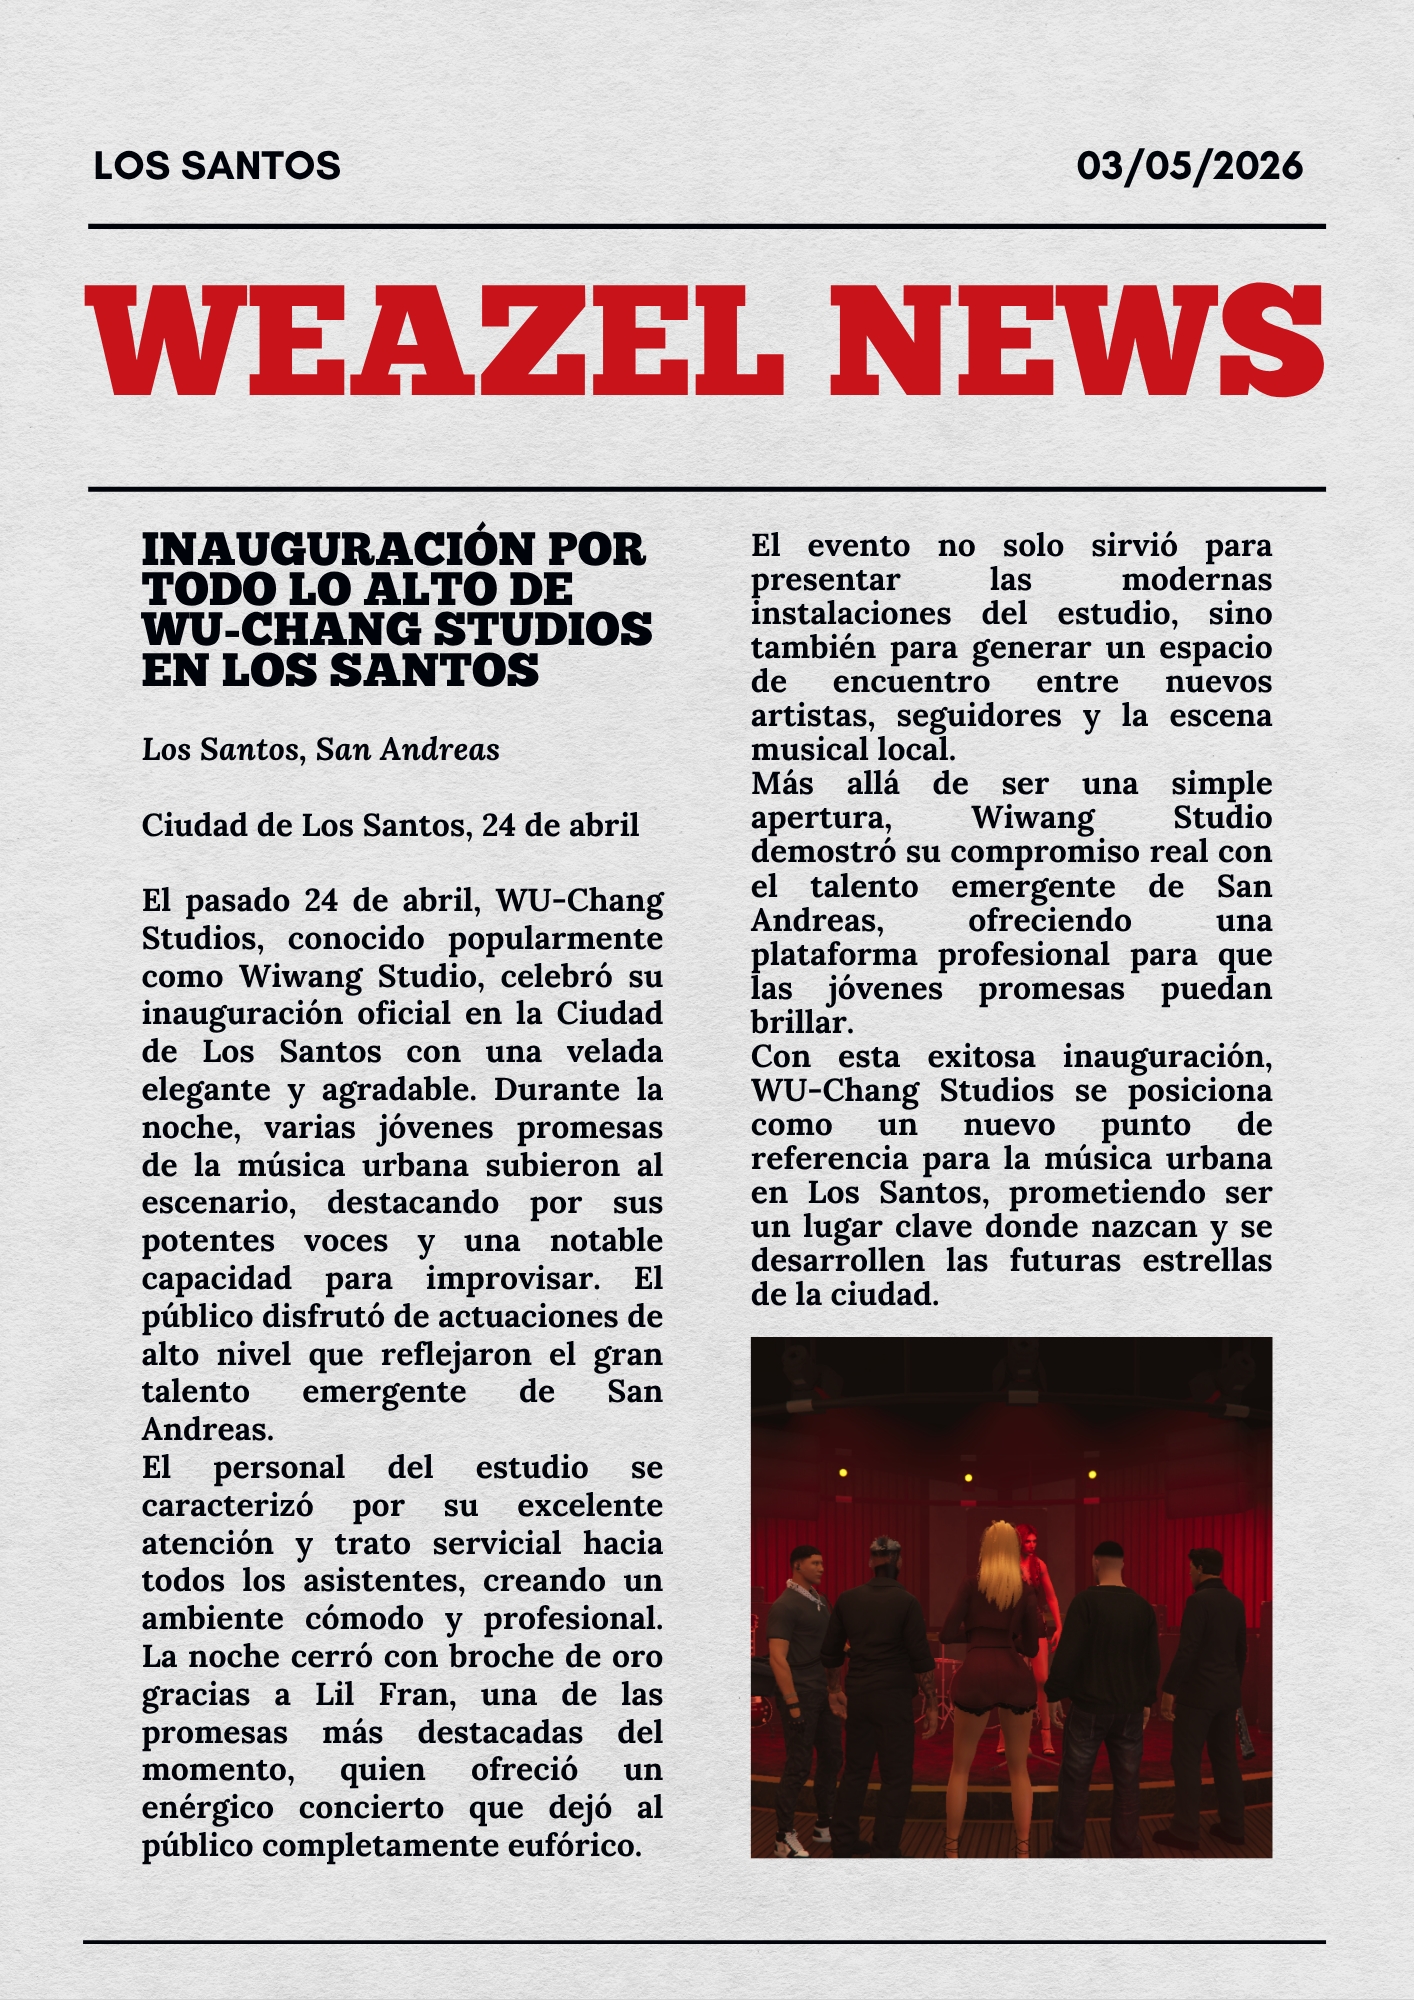 LOS SANTOS
03/05/2026
WEAZEL NEWS
INAUGURACIÓN POR
TODO LO ALTO DE
WU-CHANG STUDIOS
EN LOS SANTOS
Los Santos, San Andreas
Ciudad de Los Santos, 24 de abril
El pasado 24 de abril, WU-Chang
Studios, conocido popularmente
como Wiwang Studio, celebró su
inauguración oficial en la Ciudad
de Los Santos con una velada
elegante y agradable. Durante la
noche, varias jóvenes promesas
de la música urbana subieron al
escenario, destacando por sus
potentes voces y una notable
capacidad para improvisar. El
público disfrutó de actuaciones de
alto nivel que reflejaron el gran
talento emergente de San
Andreas.
El personal del estudio se
caracterizó por su excelente
atención y trato servicial hacia
todos los asistentes, creando un
ambiente cómodo y profesional.
La noche cerró con broche de oro
gracias a Lil Fran, una de las
promesas más destacadas del
momento, quien ofreció un
enérgico concierto que dejó al
público completamente eufórico.
El evento no solo sirvió para
presentar las modernas
instalaciones del estudio, sino
también para generar un espacio
de encuentro entre nuevos
artistas, seguidores y la escena
musical local.
Más allá de ser una simple
apertura, Wiwang Studio
demostró su compromiso real con
el talento emergente de San
Andreas, ofreciendo una
plataforma profesional para que
las jóvenes promesas puedan
brillar.
Con esta exitosa inauguración,
WU-Chang Studios se posiciona
como un nuevo punto de
referencia para la música urbana
en Los Santos, prometiendo ser
un lugar clave donde nazcan y se
desarrollen las futuras estrellas
de la ciudad.